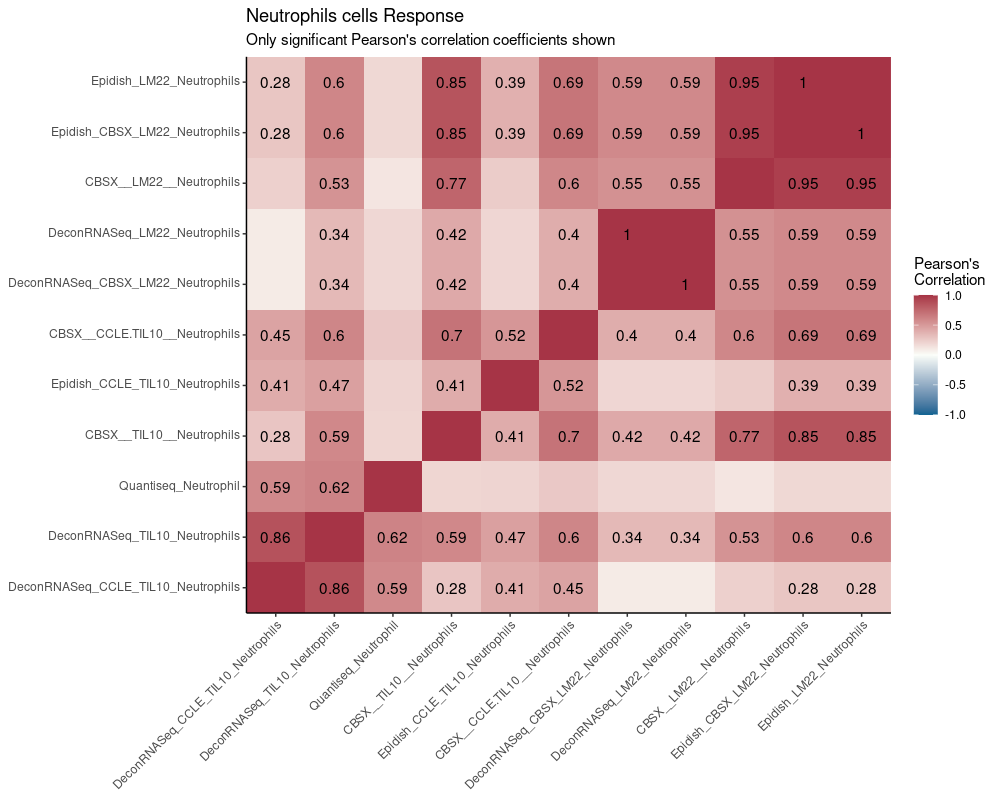 Neutrophils cells Response
Only significant Pearson's correlation coefficients shown
Epidish_LM22_Neutrophils 0.28 0.6 0.85 0.39 0.69 0.59 0.59 0.95 1
Epidish_CBSX_LM22_Neutrophils 0.28 0.6 0.85 0.39 0.69 0.59 0.59 0.95 1
CBSX__LM22__Neutrophils 0.53 0.77 0.6 0.55 0.55 0.95 0.95
DeconRNASeq_LM22_Neutrophils 0.34 0.42 0.4 1 0.55 0.59 0.59
DeconRNASeq_CBSX_LM22_Neutrophils 0.34 0.42 0.4 1 0.55 0.59 0.59
CBSX__CCLE.TIL10__Neutrophils 0.45 0.6 0.7 0.52 0.4 0.4 0.6 0.69 0.69
Epidish_CCLE_TIL10_Neutrophils 0.41 0.47 0.41 0.52 0.39 0.39
CBSX__TIL10__Neutrophils 0.28 0.59 0.41 0.7 0.42 0.42 0.77 0.85 0.85
Quantiseq_Neutrophil 0.59 0.62
DeconRNASeq_TIL10_Neutrophils 0.86 0.62 0.59 0.47 0.6 0.34 0.34 0.53 0.6 0.6
DeconRNASeq_CCLE_TIL10_Neutrophils 0.86 0.59 0.28 0.41 0.45 0.28 0.28
DeconRNASeq_CCLE_TIL10_Neutrophils
DeconRNASeq_TIL10_Neutrophils
Quantiseq_Neutrophil
CBSX__TIL10__Neutrophils
Epidish_CCLE_TIL10_Neutrophils
CBSX__CCLE.TIL10__Neutrophils
DeconRNASeq_CBSX_LM22_Neutrophils
DeconRNASeq_LM22_Neutrophils
CBSX__LM22__Neutrophils
Epidish_CBSX_LM22_Neutrophils
Epidish_LM22_Neutrophils
Pearson's
Correlation
1.0
0.5
0.0
-0.5
-1.0